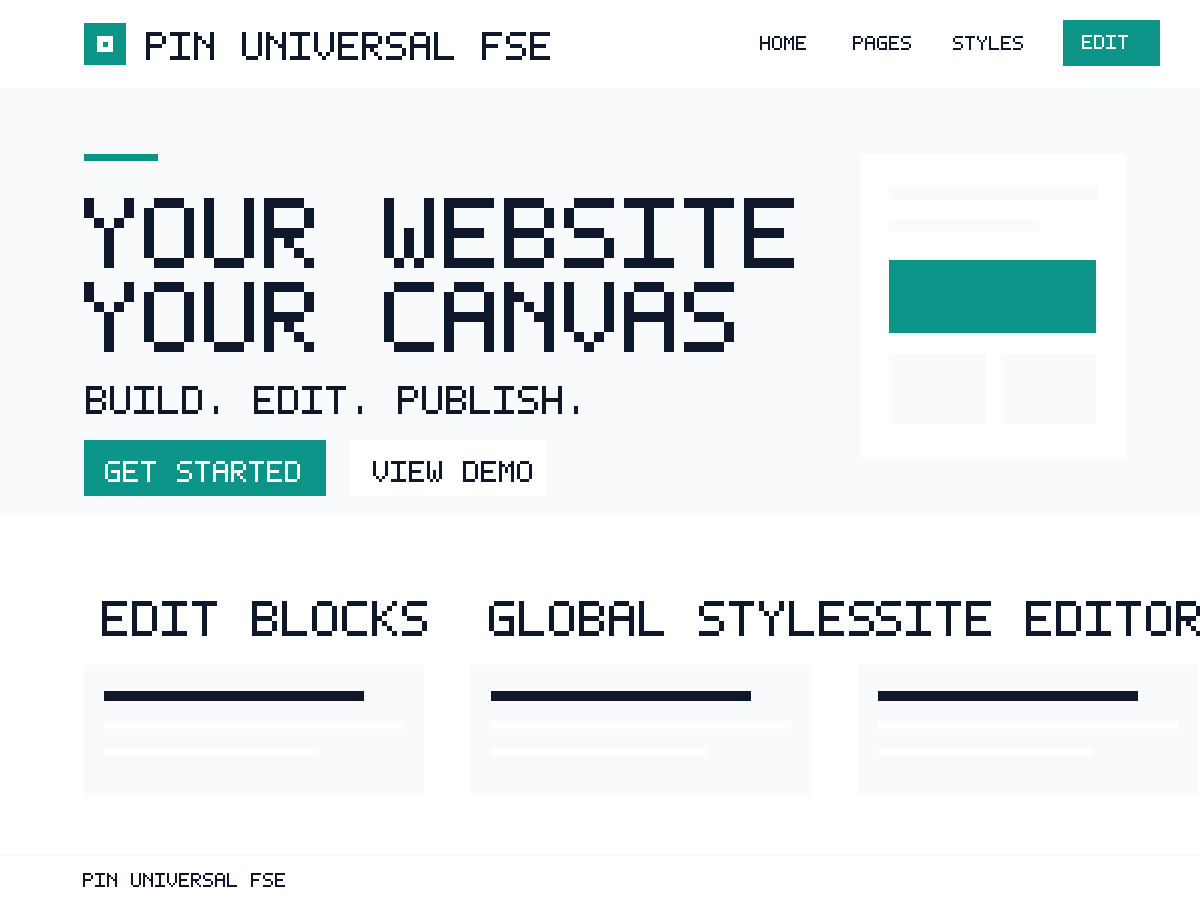 PIN UNIVERSAL FSE
HOME PAGES STYLES EDIT
YOUR WEBSITE
YOUR CANVAS
BUILD. EDIT. PUBLISH.
GET STARTED VIEW DEMO
EDIT BLOCKS GLOBAL STYLESSITE EDITOR
PIN UNIVERSAL FSE